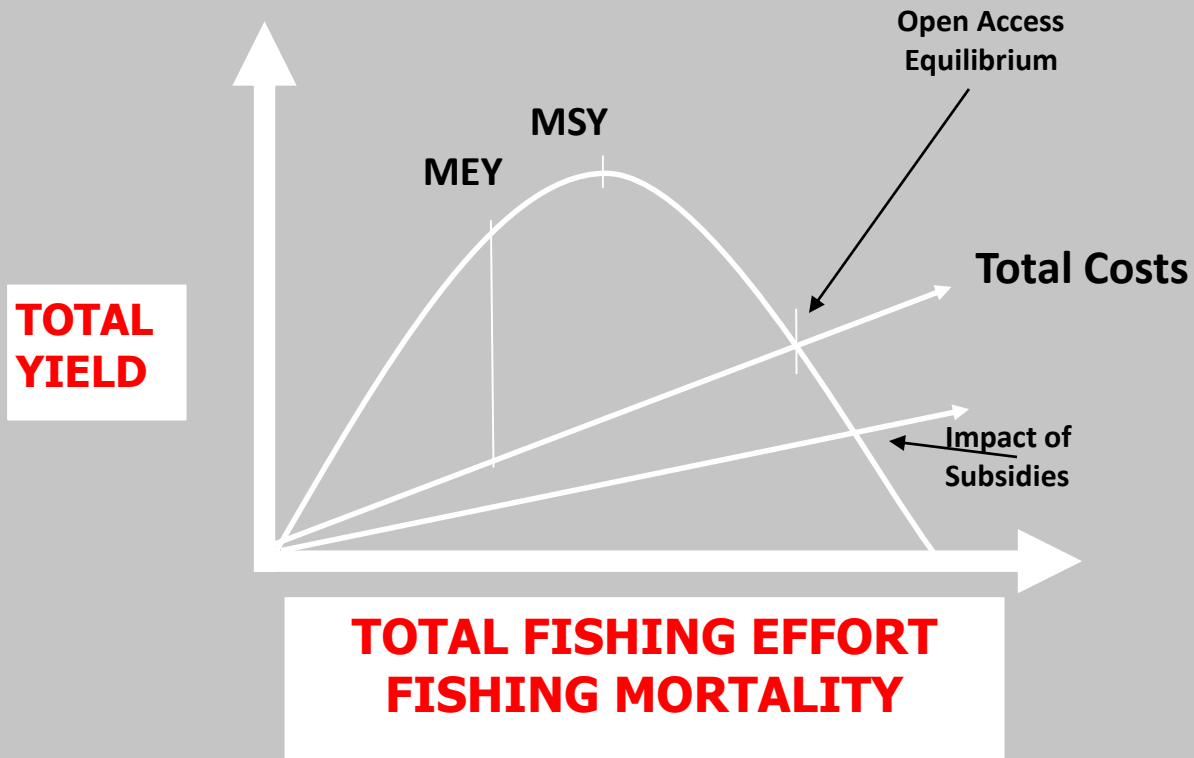 Open Access
Equilibrium
MSY
MEY
Total Costs
TOTAL
YIELD
Impact of
Subsidies
TOTAL FISHING EFFORT
FISHING MORTALITY